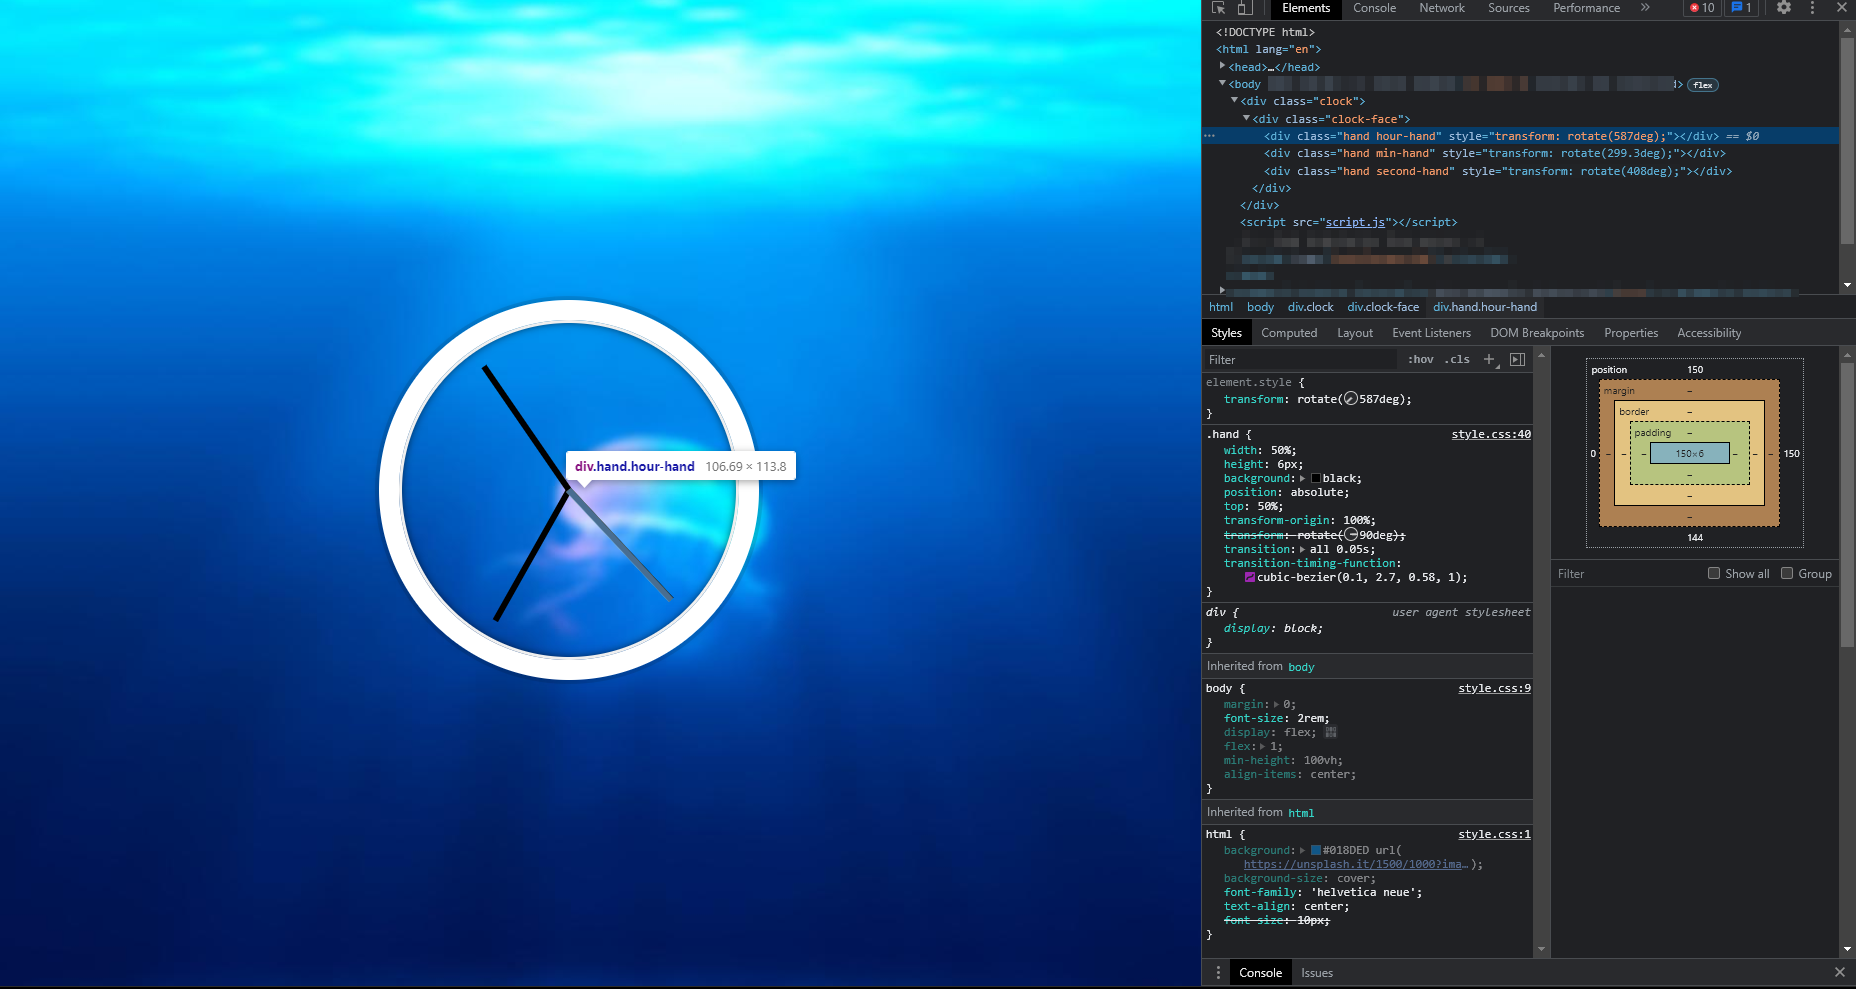 Elements Console Network Sources Performance » 10 1
<!DOCTYPE html>
<html lang="en">
<head>…</head>
<body > flex
<div class="clock">
<div class="clock-face">
<div class="hand hour-hand" style="transform: rotate(587deg);"></div> == $0
<div class="hand min-hand" style="transform: rotate(299.3deg);"></div>
<div class="hand second-hand" style="transform: rotate(408deg);"></div>
</div>
</div>
<script src="script.js"></script>
html body div.clock div.clock-face div.hand.hour-hand
Styles Computed Layout Event Listeners DOM Breakpoints Properties Accessibility
Filter :hov .cls +
element.style {
transform: rotate(587deg);
}
.hand { style.css:40
width: 50%;
height: 6px;
background: black;
position: absolute;
top: 50%;
transform-origin: 100%;
transform: rotate(90deg);
transition: all 0.05s;
transition-timing-function:
cubic-bezier(0.1, 2.7, 0.58, 1);
}
div { user agent stylesheet
display: block;
}
Inherited from body
body { style.css:9
margin: 0;
font-size: 2rem;
display: flex;
flex: 1;
min-height: 100vh;
align-items: center;
}
Inherited from html
html { style.css:1
background: #018DED url(
https://unsplash.it/1500/1000?ima… );
background-size: cover;
font-family: 'helvetica neue';
text-align: center;
font-size: 10px;
}
position 150
margin –
border –
padding –
0 – – – 150×6 – – – 150
–
–
–
144
Filter Show all Group
Console Issues
div.hand.hour-hand 106.69 × 113.8